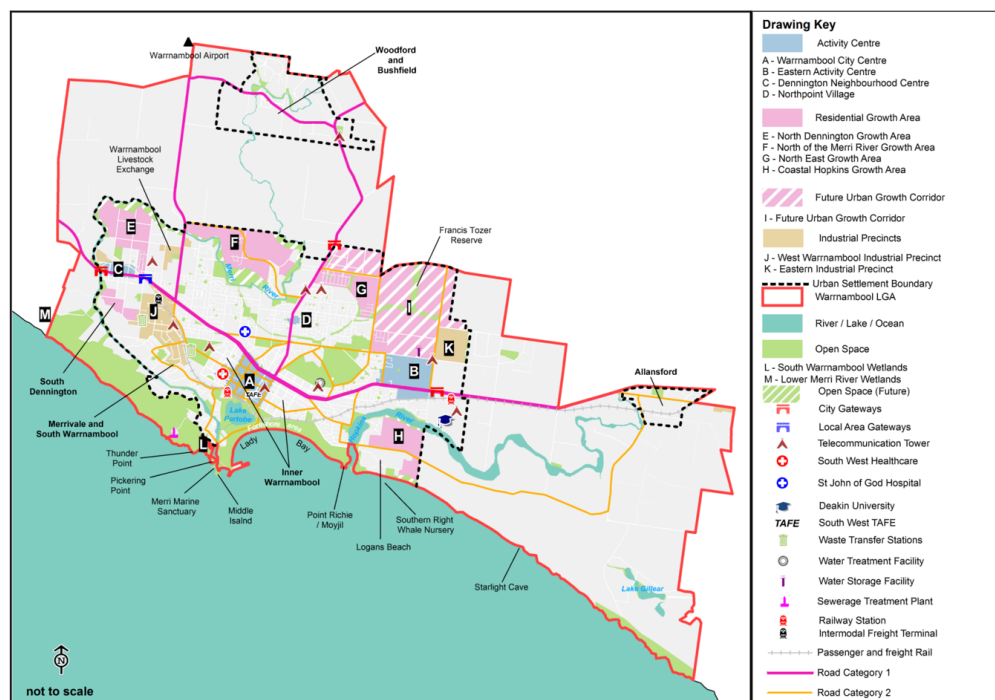 Warrnambool Airport
Woodford
and
Bushfield
Warrnambool
Livestock
Exchange
Francis Tozer
Reserve
E
F
C
Merri
River
G
I
M
J
D
K
B
A
TAFE
Allansford
South
Dennington
Lake
Pertobe
Hopkins
River
H
Merrivale and
South Warrnambool
L
Lady
Bay
Thunder
Point
Pickering
Point
Inner
Warrnambool
Merri Marine
Sanctuary
Middle
Isalnd
Point Richie
/ Moyjil
Southern Right
Whale Nursery
Logans Beach
Starlight Cave
Lake Gillear
N
not to scale
Drawing Key
Activity Centre
A - Warrnambool City Centre
B - Eastern Activity Centre
C - Dennington Neighbourhood Centre
D - Northpoint Village
Residential Growth Area
E - North Dennington Growth Area
F - North of the Merri River Growth Area
G - North East Growth Area
H - Coastal Hopkins Growth Area
Future Urban Growth Corridor
I - Future Urban Growth Corridor
Industrial Precincts
J - West Warrnambool Industrial Precinct
K - Eastern Industrial Precinct
Urban Settlement Boundary
Warrnambool LGA
River / Lake / Ocean
Open Space
L - South Warrnambool Wetlands
M - Lower Merri River Wetlands
Open Space (Future)
City Gateways
Local Area Gateways
Telecommunication Tower
South West Healthcare
St John of God Hospital
Deakin University
TAFE South West TAFE
Waste Transfer Stations
Water Treatment Facility
Water Storage Facility
Sewerage Treatment Plant
Railway Station
Intermodal Freight Terminal
Passenger and freight Rail
Road Category 1
Road Category 2